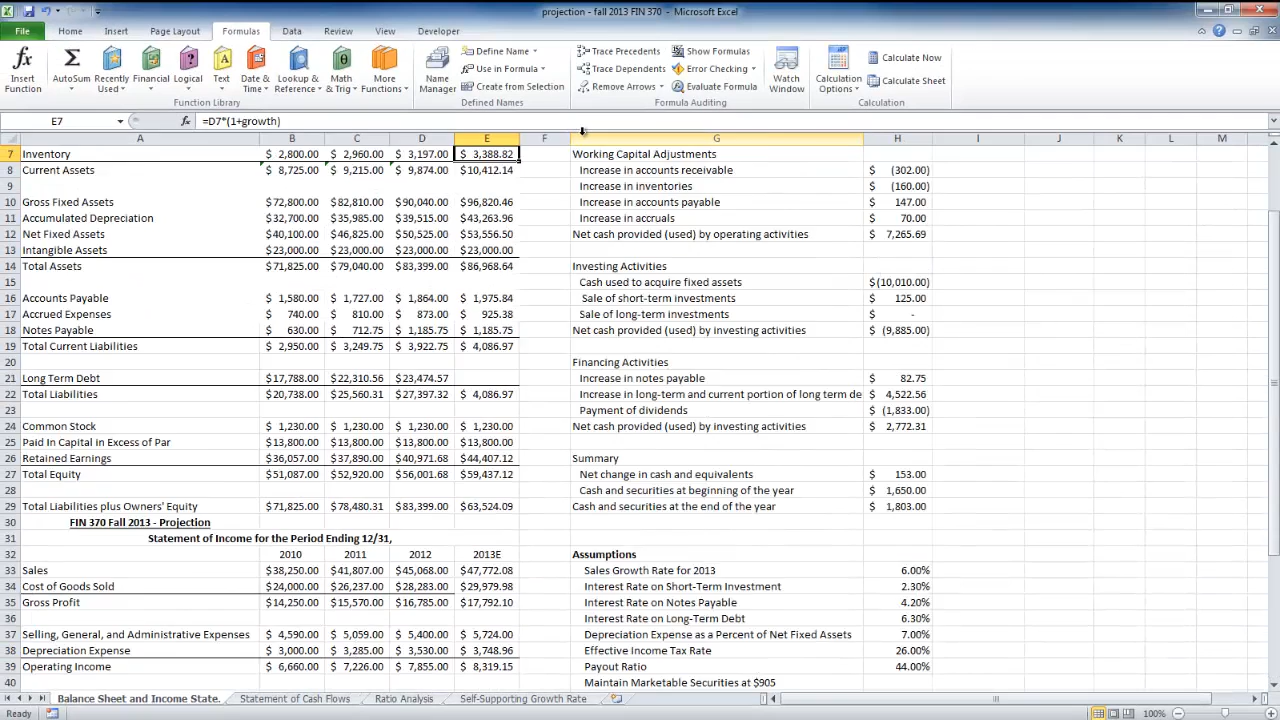 projection - fall 2013 FIN 370 - Microsoft Excel
File Home Insert Page Layout Formulas Data Review View Developer
Insert Function AutoSum Recently Used Financial Logical Text Date & Time Lookup & Reference Math & Trig More Functions
Function Library
Name Manager Define Name Use in Formula Create from Selection
Defined Names
Trace Precedents Trace Dependents Remove Arrows Show Formulas Error Checking Evaluate Formula Watch Window
Formula Auditing
Calculation Options Calculate Now Calculate Sheet
Calculation
E7 fx =D7*(1+growth)
A B C D E F G H I J K L M
7 Inventory $ 2,800.00 $ 2,960.00 $ 3,197.00 $ 3,388.82 Working Capital Adjustments
8 Current Assets $ 8,725.00 $ 9,215.00 $ 9,874.00 $10,412.14 Increase in accounts receivable $ (302.00)
9 Increase in inventories $ (160.00)
10 Gross Fixed Assets $72,800.00 $82,810.00 $90,040.00 $96,820.46 Increase in accounts payable $ 147.00
11 Accumulated Depreciation $32,700.00 $35,985.00 $39,515.00 $43,263.96 Increase in accruals $ 70.00
12 Net Fixed Assets $40,100.00 $46,825.00 $50,525.00 $53,556.50 Net cash provided (used) by operating activities $ 7,265.69
13 Intangible Assets $23,000.00 $23,000.00 $23,000.00 $23,000.00
14 Total Assets $71,825.00 $79,040.00 $83,399.00 $86,968.64 Investing Activities
15 Cash used to acquire fixed assets $(10,010.00)
16 Accounts Payable $ 1,580.00 $ 1,727.00 $ 1,864.00 $ 1,975.84 Sale of short-term investments $ 125.00
17 Accrued Expenses $ 740.00 $ 810.00 $ 873.00 $ 925.38 Sale of long-term investments $ -
18 Notes Payable $ 630.00 $ 712.75 $ 1,185.75 $ 1,185.75 Net cash provided (used) by investing activities $ (9,885.00)
19 Total Current Liabilities $ 2,950.00 $ 3,249.75 $ 3,922.75 $ 4,086.97
20 Financing Activities
21 Long Term Debt $17,788.00 $22,310.56 $23,474.57 Increase in notes payable $ 82.75
22 Total Liabilities $20,738.00 $25,560.31 $27,397.32 $ 4,086.97 Increase in long-term and current portion of long term de $ 4,522.56
23 Payment of dividends $ (1,833.00)
24 Common Stock $ 1,230.00 $ 1,230.00 $ 1,230.00 $ 1,230.00 Net cash provided (used) by investing activities $ 2,772.31
25 Paid In Capital in Excess of Par $13,800.00 $13,800.00 $13,800.00 $13,800.00
26 Retained Earnings $36,057.00 $37,890.00 $40,971.68 $44,407.12 Summary
27 Total Equity $51,087.00 $52,920.00 $56,001.68 $59,437.12 Net change in cash and equivalents $ 153.00
28 Cash and securities at beginning of the year $ 1,650.00
29 Total Liabilities plus Owners' Equity $71,825.00 $78,480.31 $83,399.00 $63,524.09 Cash and securities at the end of the year $ 1,803.00
30 FIN 370 Fall 2013 - Projection
31 Statement of Income for the Period Ending 12/31,
32 2010 2011 2012 2013E Assumptions
33 Sales $38,250.00 $41,807.00 $45,068.00 $47,772.08 Sales Growth Rate for 2013 6.00%
34 Cost of Goods Sold $24,000.00 $26,237.00 $28,283.00 $29,979.98 Interest Rate on Short-Term Investment 2.30%
35 Gross Profit $14,250.00 $15,570.00 $16,785.00 $17,792.10 Interest Rate on Notes Payable 4.20%
36 Interest Rate on Long-Term Debt 6.30%
37 Selling, General, and Administrative Expenses $ 4,590.00 $ 5,059.00 $ 5,400.00 $ 5,724.00 Depreciation Expense as a Percent of Net Fixed Assets 7.00%
38 Depreciation Expense $ 3,000.00 $ 3,285.00 $ 3,530.00 $ 3,748.96 Effective Income Tax Rate 26.00%
39 Operating Income $ 6,660.00 $ 7,226.00 $ 7,855.00 $ 8,319.15 Payout Ratio 44.00%
40 Maintain Marketable Securities at $905
Balance Sheet and Income State. Statement of Cash Flows Ratio Analysis Self-Supporting Growth Rate
Ready 100%